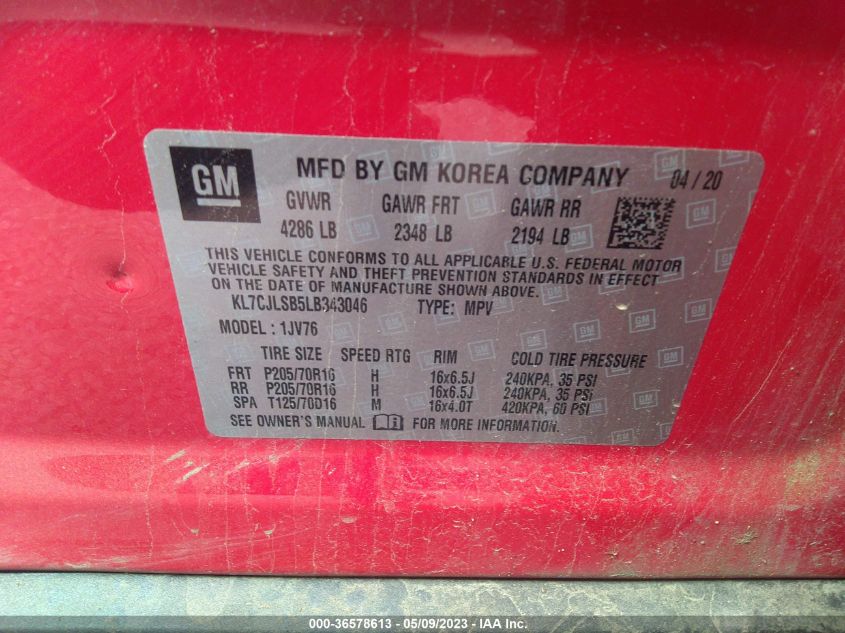 GM MFD BY GM KOREA COMPANY 04/20
GVWR GAWR FRT GAWR RR
4286 LB 2348 LB 2194 LB
THIS VEHICLE CONFORMS TO ALL APPLICABLE U.S. FEDERAL MOTOR
VEHICLE SAFETY AND THEFT PREVENTION STANDARDS IN EFFECT
ON THE DATE OF MANUFACTURE SHOWN ABOVE.
KL7CJLSB5LB343046 TYPE: MPV
MODEL : 1JV76
TIRE SIZE SPEED RTG RIM COLD TIRE PRESSURE
FRT P205/70R16 H 16x6.5J 240KPA, 35 PSI
RR P205/70R16 H 16x6.5J 240KPA, 35 PSI
SPA T125/70D16 M 16x4.0T 420KPA, 60 PSI
SEE OWNER'S MANUAL FOR MORE INFORMATION.
000-36578613 - 05/09/2023 - IAA Inc.